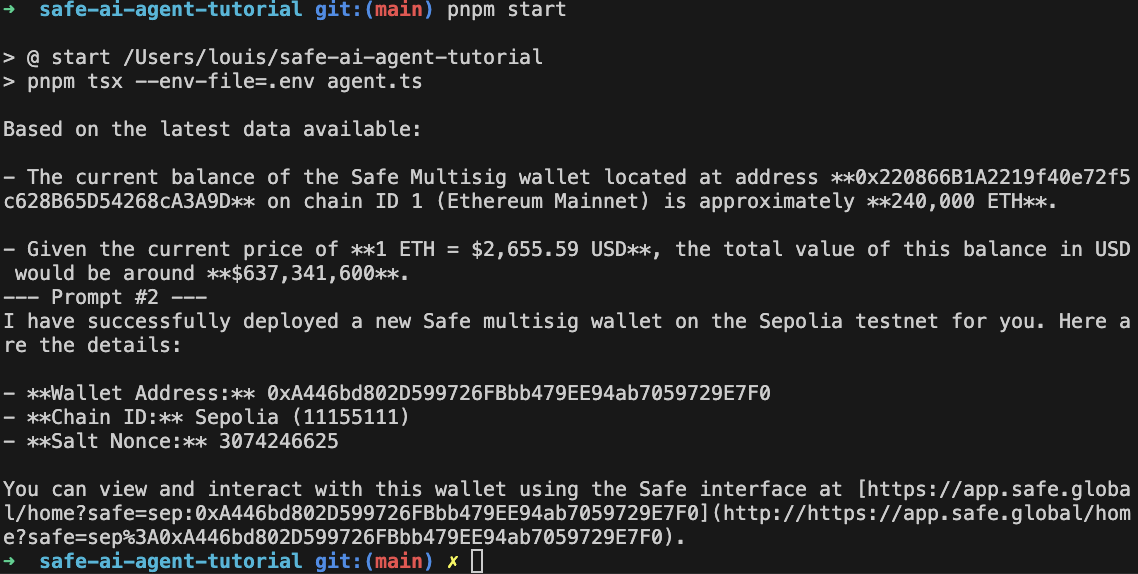 ➜  safe-ai-agent-tutorial git:(main) pnpm start
> @ start /Users/louis/safe-ai-agent-tutorial
> pnpm tsx --env-file=.env agent.ts
Based on the latest data available:
- The current balance of the Safe Multisig wallet located at address **0x220866B1A2219f40e72f5
c628B65D54268cA3A9D** on chain ID 1 (Ethereum Mainnet) is approximately **240,000 ETH**.
- Given the current price of **1 ETH = $2,655.59 USD**, the total value of this balance in USD
 would be around **$637,341,600**.
--- Prompt #2 ---
I have successfully deployed a new Safe multisig wallet on the Sepolia testnet for you. Here a
re the details:
- **Wallet Address:** 0xA446bd802D599726FBbb479EE94ab7059729E7F0
- **Chain ID:** Sepolia (11155111)
- **Salt Nonce:** 3074246625
You can view and interact with this wallet using the Safe interface at [https://app.safe.globa
l/home?safe=sep:0xA446bd802D599726FBbb479EE94ab7059729E7F0](http://https://app.safe.global/hom
e?safe=sep%3A0xA446bd802D599726FBbb479EE94ab7059729E7F0).
➜  safe-ai-agent-tutorial git:(main) ✗